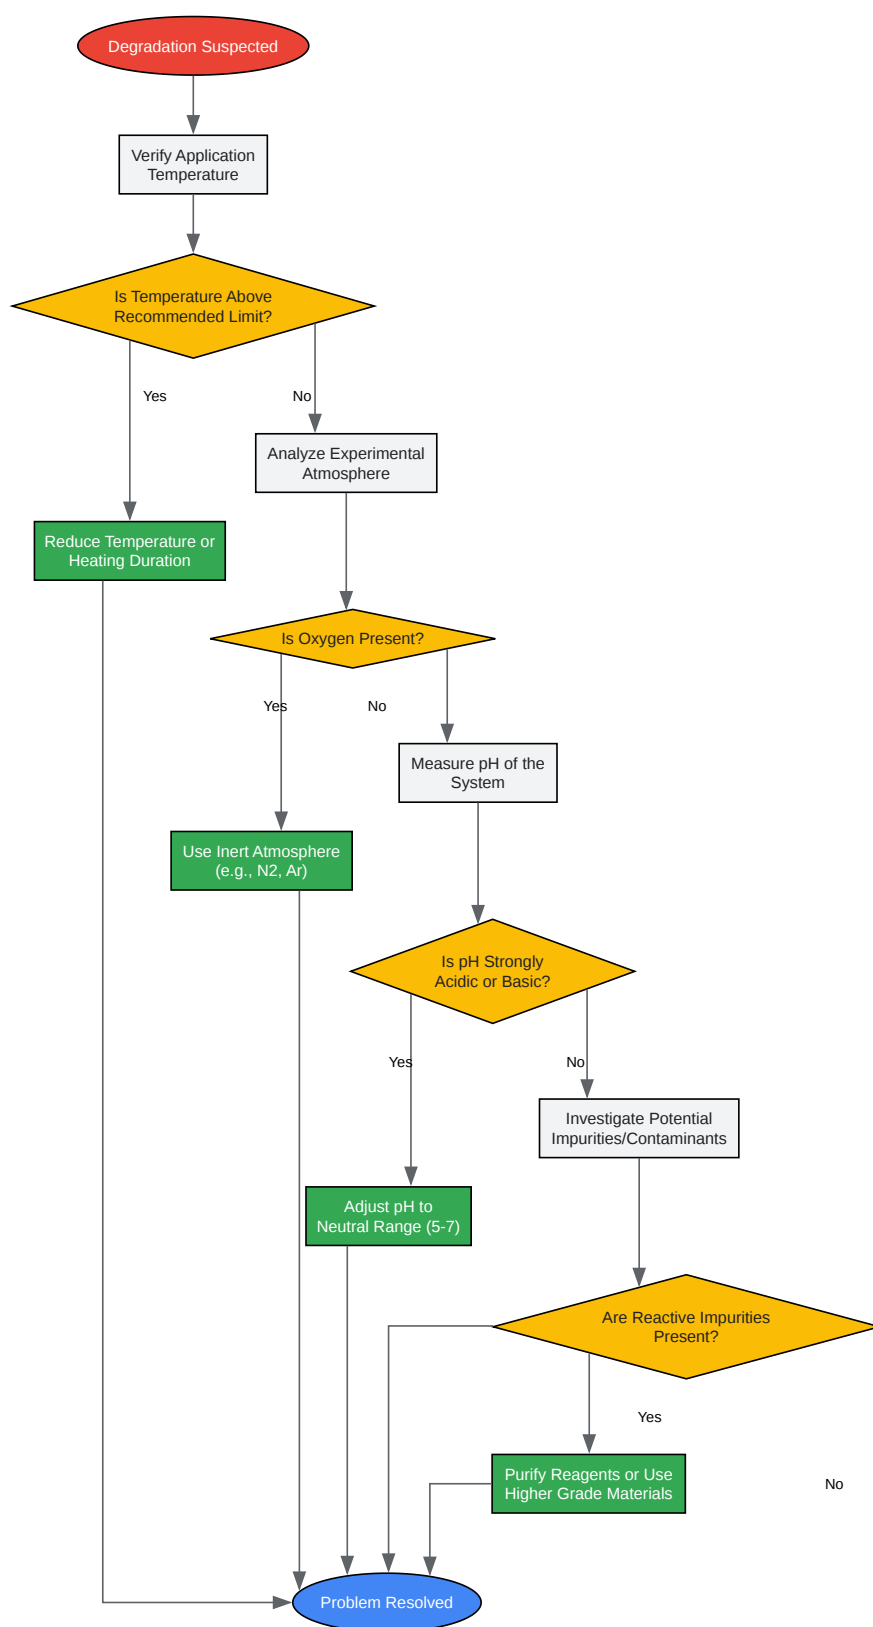 Degradation Suspected
Verify Application
Temperature
Is Temperature Above
Recommended Limit?
Yes
No
Analyze Experimental
Atmosphere
Reduce Temperature or
Heating Duration
Is Oxygen Present?
Yes
No
Measure pH of the
System
Use Inert Atmosphere
(e.g., N2, Ar)
Is pH Strongly
Acidic or Basic?
Yes
No
Investigate Potential
Impurities/Contaminants
Adjust pH to
Neutral Range (5-7)
Are Reactive Impurities
Present?
Yes
Purify Reagents or Use
Higher Grade Materials
No
Problem Resolved